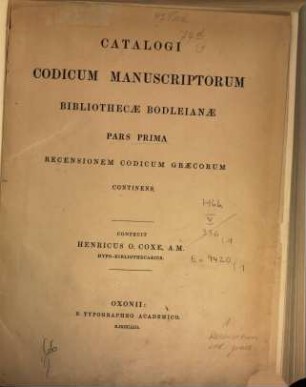 CATALOGI
CODICUM MANUSCRIPTORUM
BIBLIOTHECÆ BODLEIANÆ
PARS PRIMA
RECENSIONEM CODICUM GRÆCORUM
CONTINENS
CONFECIT
HENRICUS O. COXE, A.M.
HYPO-BIBLIOTHECARIUS.
OXONII:
E TYPOGRAPHEO ACADEMICO.